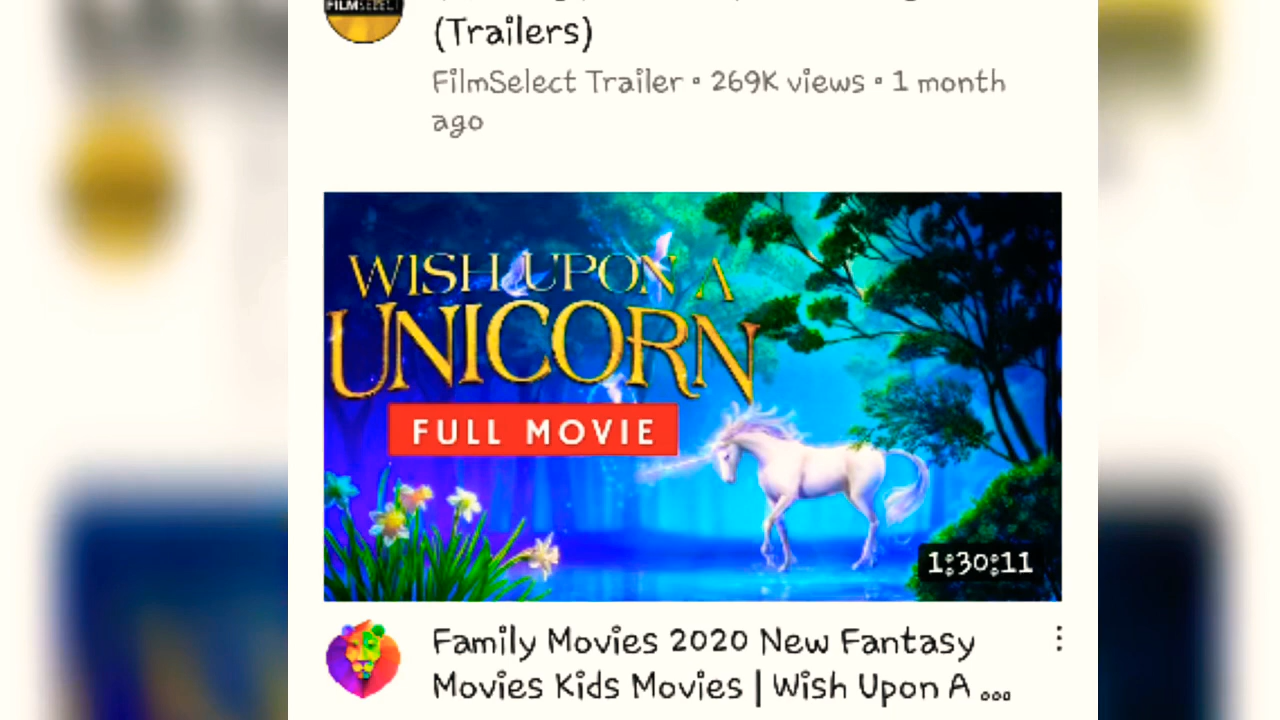 FILMSELECT
(Trailers)
FilmSelect Trailer • 269K views • 1 month
ago
WISH UPON A
UNICORN
FULL MOVIE
1:30:11
Family Movies 2020 New Fantasy
Movies Kids Movies | Wish Upon A ...